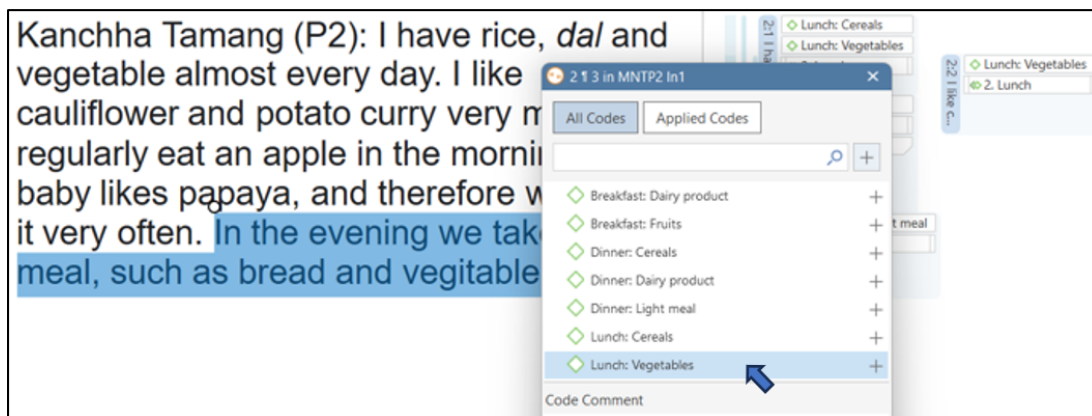 Kanchha Tamang (P2): I have rice, dal and
vegetable almost every day. I like
cauliflower and potato curry very m
regularly eat an apple in the mornin
baby likes papaya, and therefore w
it very often. In the evening we tak
meal, such as bread and vegitable
2:1 I ha
Lunch: Cereals
Lunch: Vegetables
2:2 I like c...
Lunch: Vegetables
2. Lunch
t meal
2 ¶ 3 in MNTP2 In1
All Codes
Applied Codes
Breakfast: Dairy product
Breakfast: Fruits
Dinner: Cereals
Dinner: Dairy product
Dinner: Light meal
Lunch: Cereals
Lunch: Vegetables
Code Comment